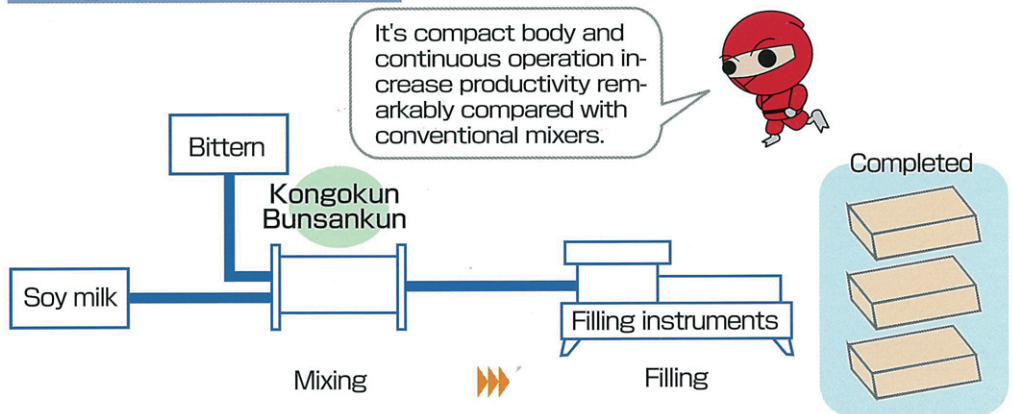 It's compact body and
continuous operation in-
crease productivity rem-
arkably compared with
conventional mixers.
Bittern
Kongokun
Bunsankun
Completed
Soy milk
Filling instruments
Mixing
Filling